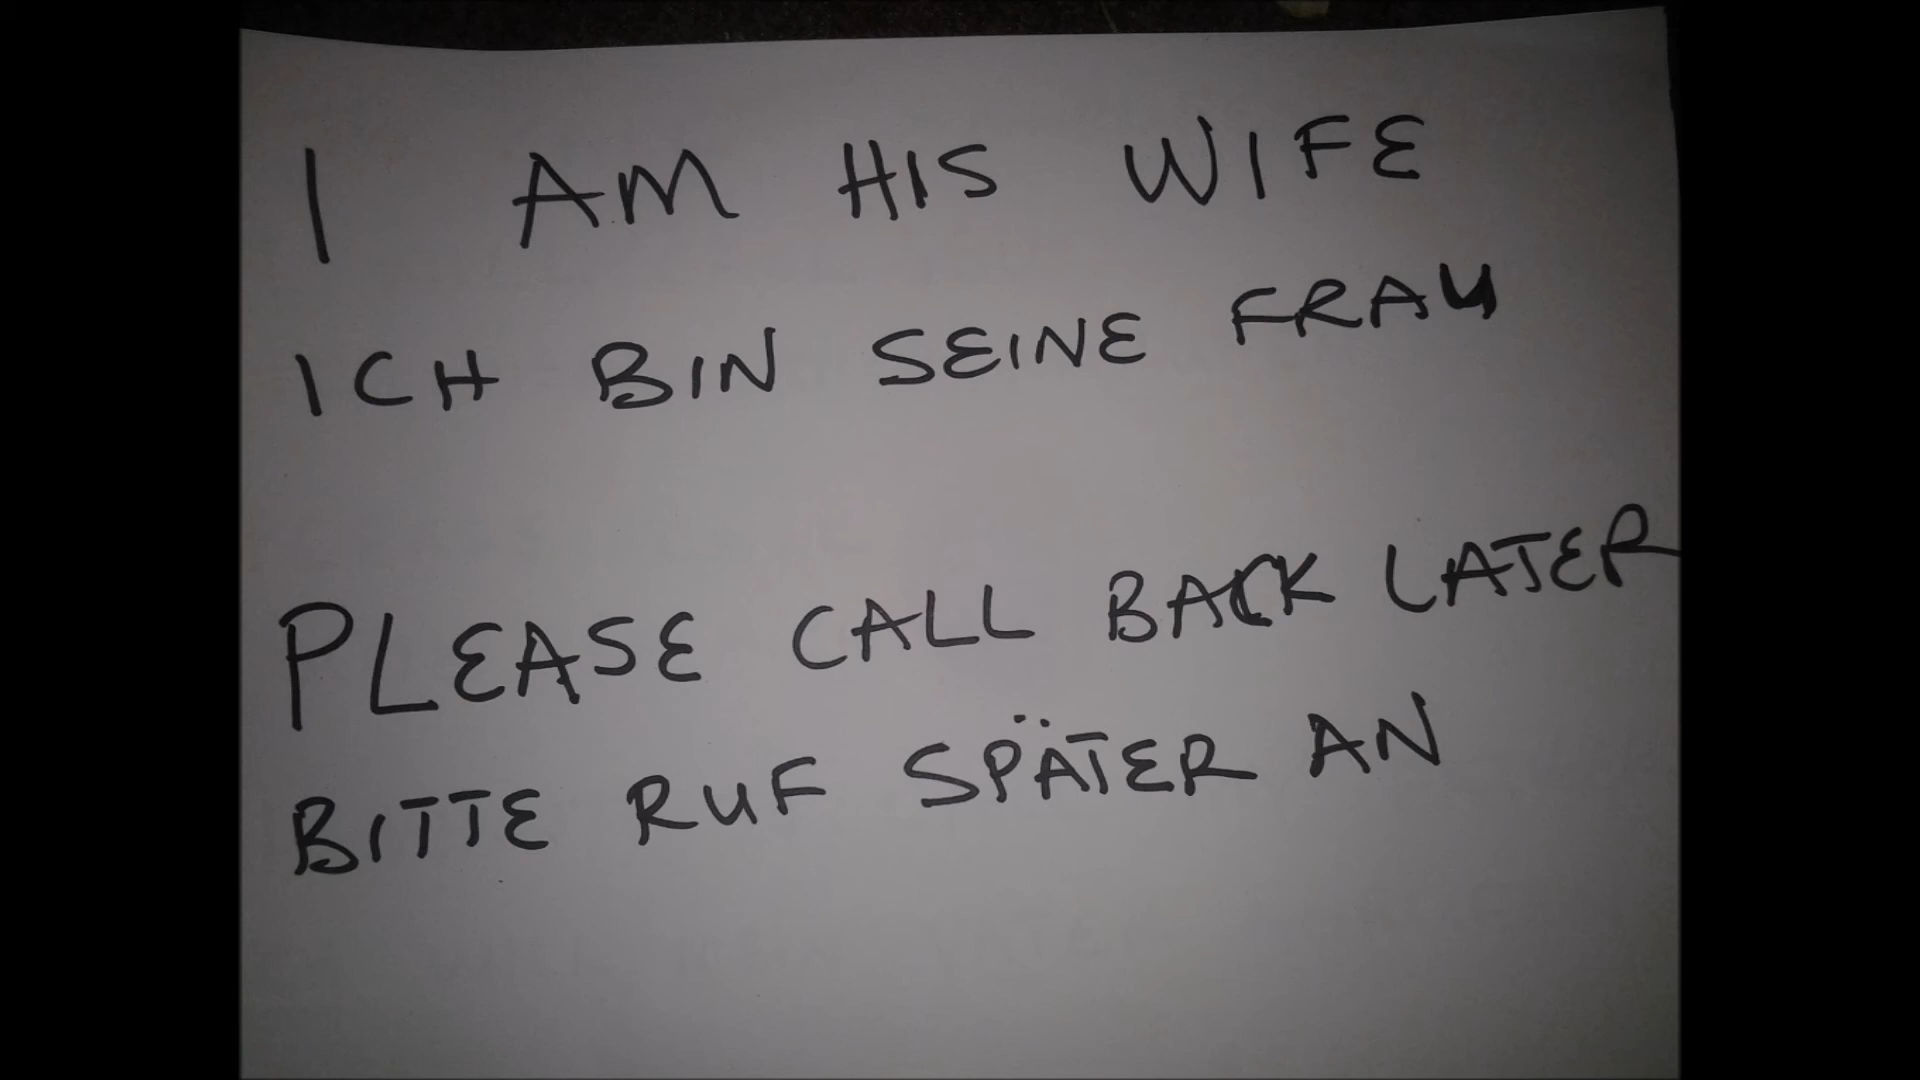 I AM HIS WIFE
ICH BIN SEINE FRAU
PLEASE CALL BACK LATER
BITTE RUF SPÄTER AN